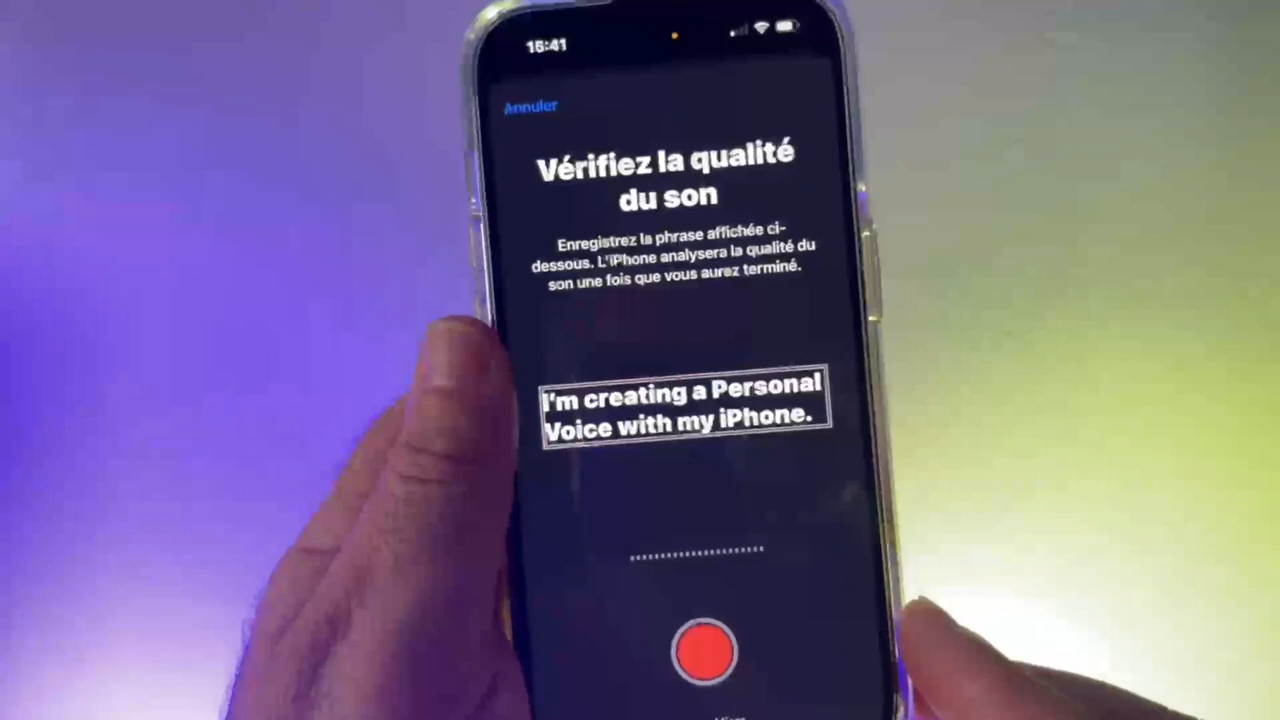 16:41
Annuler
Vérifiez la qualité
du son
Enregistrez la phrase affichée ci-
dessous. L'iPhone analysera la qualité du
son une fois que vous aurez terminé.
I'm creating a Personal
Voice with my iPhone.